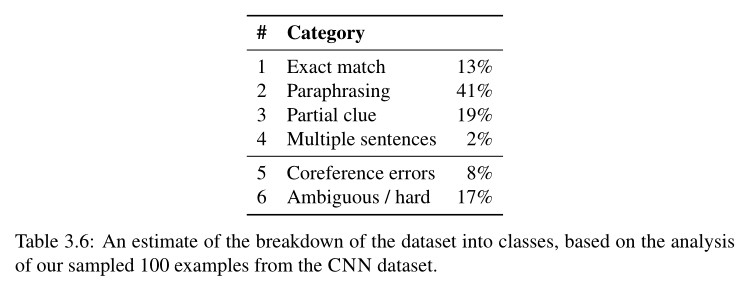 # Category
1 Exact match 13%
2 Paraphrasing 41%
3 Partial clue 19%
4 Multiple sentences 2%
5 Coreference errors 8%
6 Ambiguous / hard 17%
Table 3.6: An estimate of the breakdown of the dataset into classes, based on the analysis
of our sampled 100 examples from the CNN dataset.